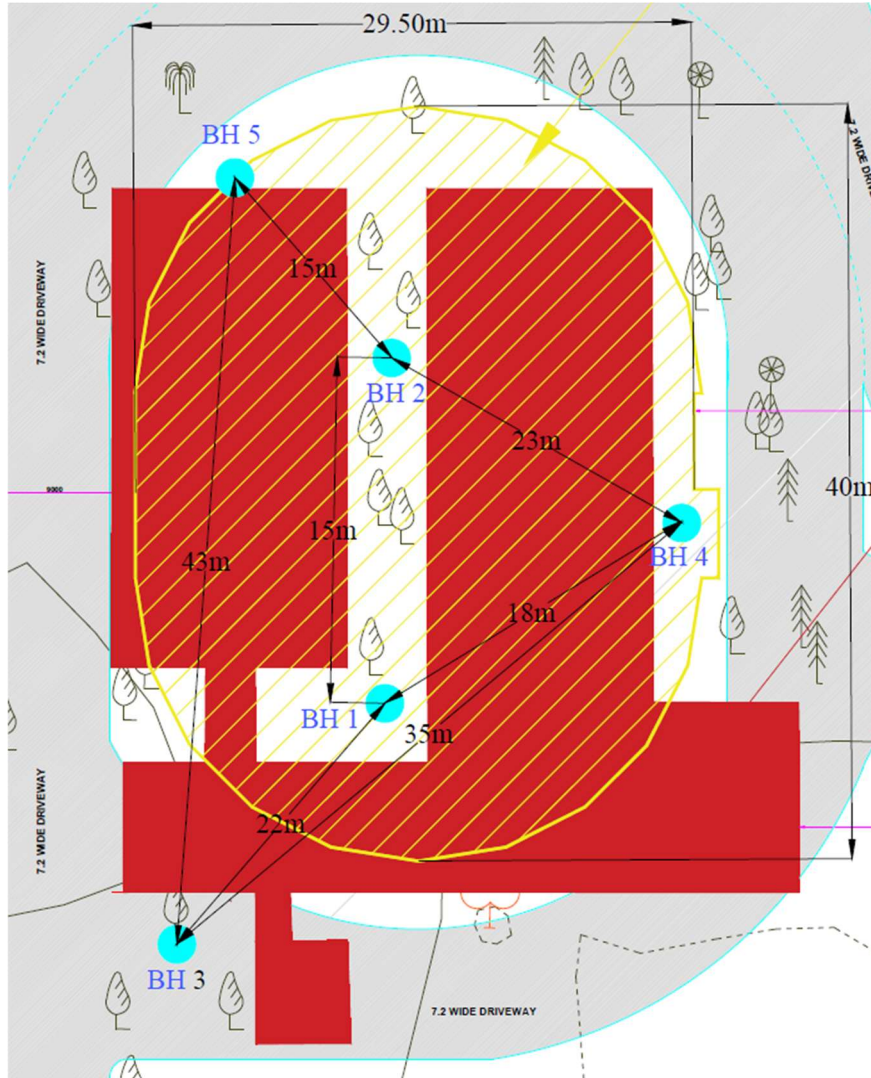 29.50m
BH 5
7.2 WIDE DRIVE
7.2 WIDE DRIVEWAY
15m
BH 2
23m
9000
40m
15m
BH 4
43m
18m
BH 1
35m
22m
7.2 WIDE DRIVEWAY
BH 3
7.2 WIDE DRIVEWAY